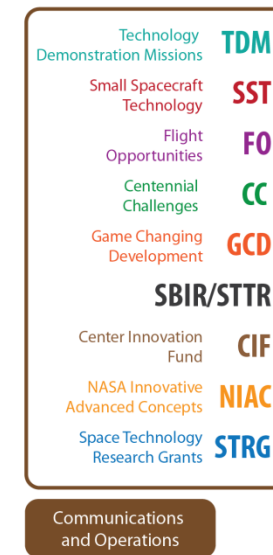 Technology
Demonstration Missions TDM
Small Spacecraft
Technology SST
Flight
Opportunities FO
Centennial
Challenges CC
Game Changing
Development GCD
SBIR/STTR
Center Innovation
Fund CIF
NASA Innovative
Advanced Concepts NIAC
Space Technology
Research Grants STRG
Communications
and Operations